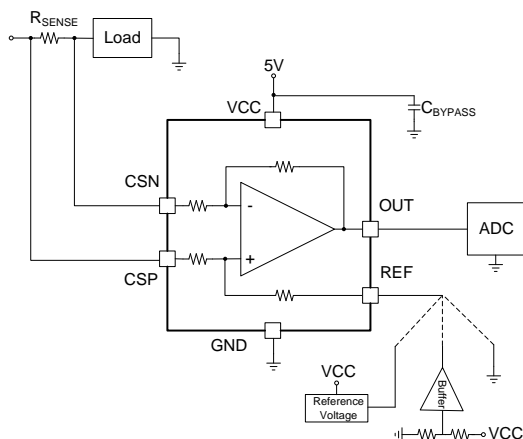 RSENSE
Load
5V
VCC
CBYPASS
CSN
-
OUT
ADC
CSP
+
REF
GND
VCC
Reference
Voltage
Buffer
VCC